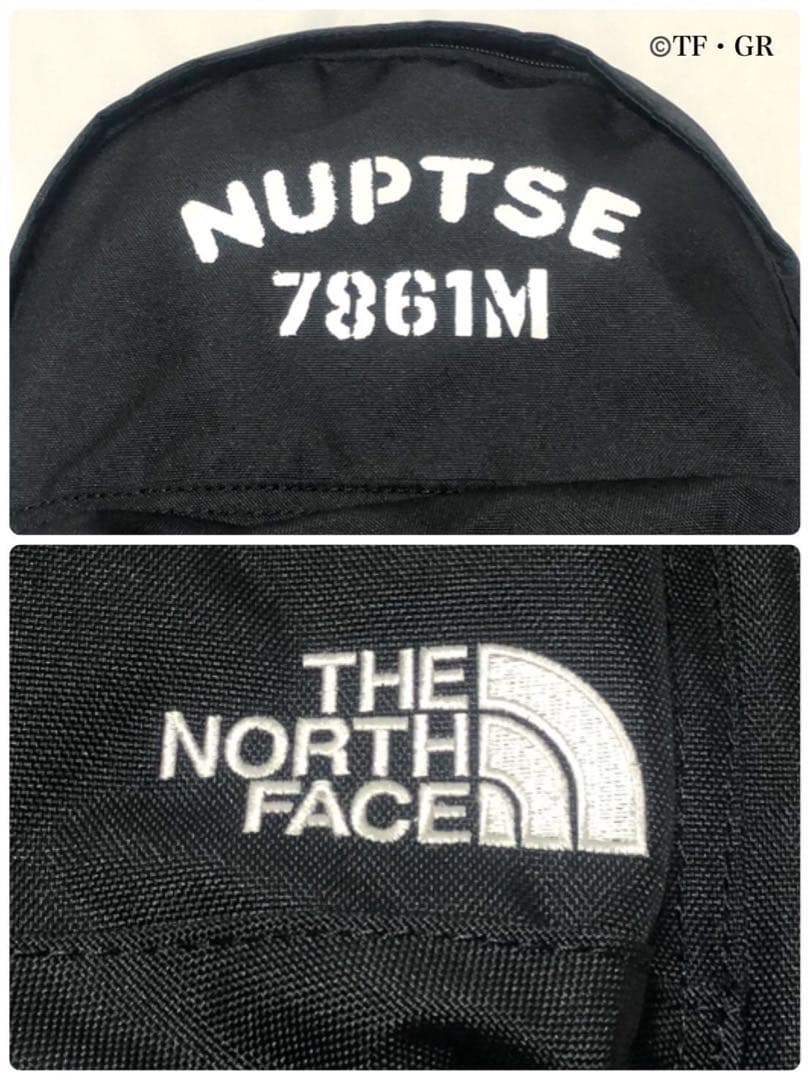 ©TF・GR
NUPTSE
7861M
THE
NORTH
FACE